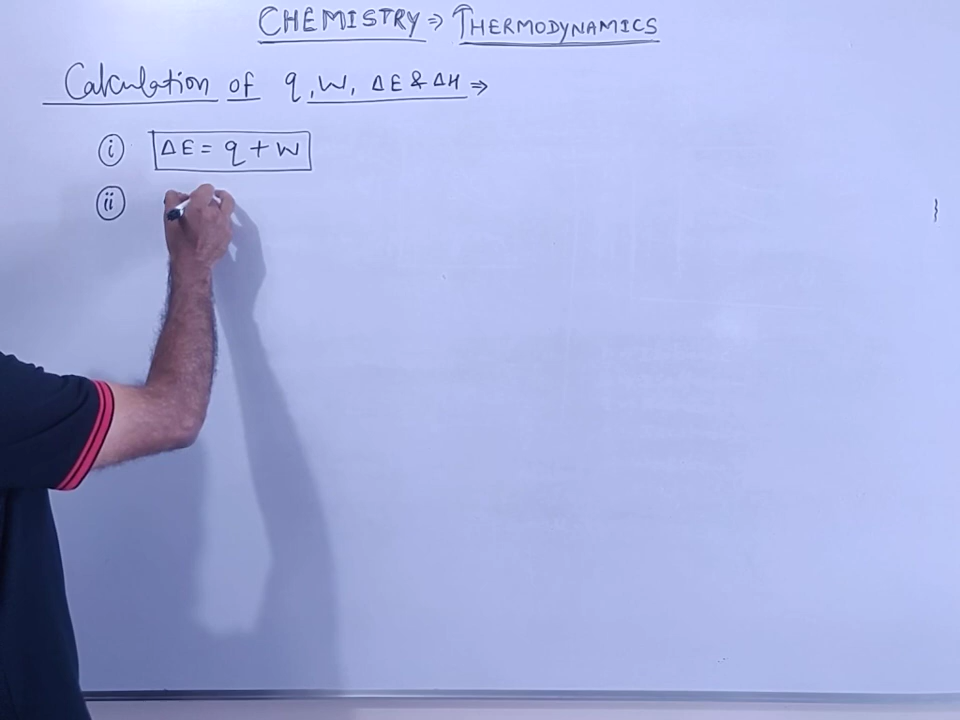 CHEMISTRY ⇒ THERMODYNAMICS
Calculation of q, W, ΔE & ΔH ⇒
(i) ΔE = q + W
(ii)
}